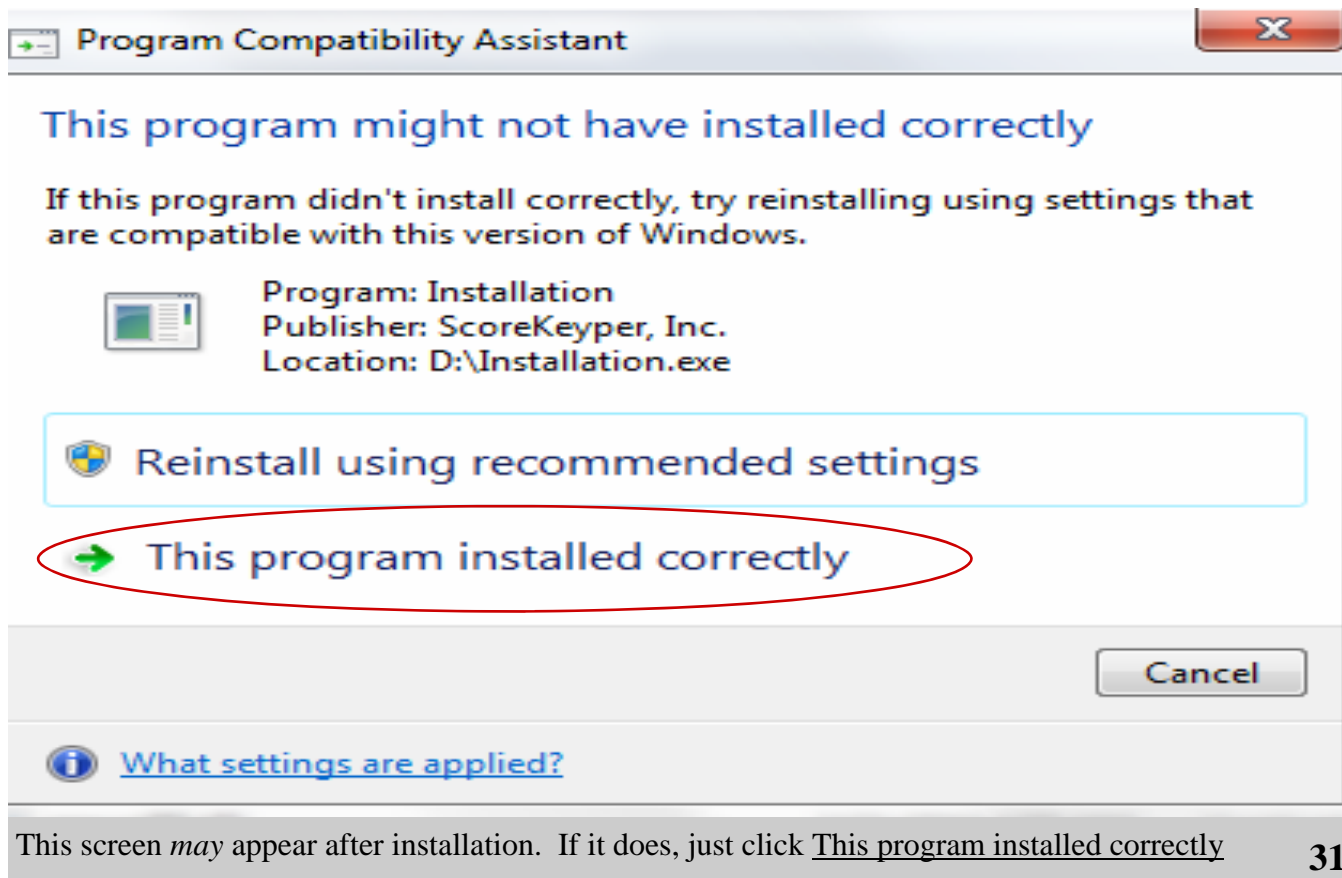 Program Compatibility Assistant
This program might not have installed correctly
If this program didn't install correctly, try reinstalling using settings that
are compatible with this version of Windows.
Program: Installation
Publisher: ScoreKeyper, Inc.
Location: D:\Installation.exe
Reinstall using recommended settings
This program installed correctly
Cancel
What settings are applied?
This screen may appear after installation.  If it does, just click This program installed correctly
31